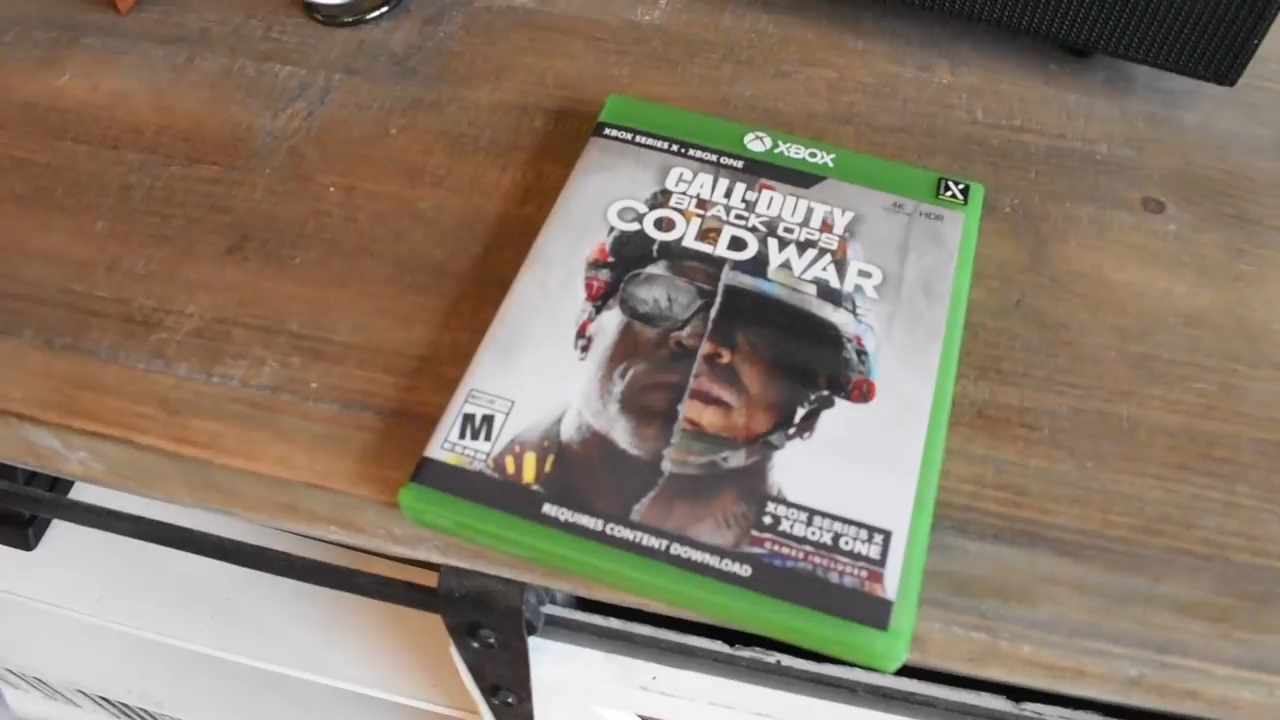 XBOX
XBOX SERIES X • XBOX ONE
X
4K HDR
CALL OF DUTY
BLACK OPS
COLD WAR
M
ESRB
XBOX SERIES X
+ XBOX ONE
GAMES INCLUDED
REQUIRES CONTENT DOWNLOAD